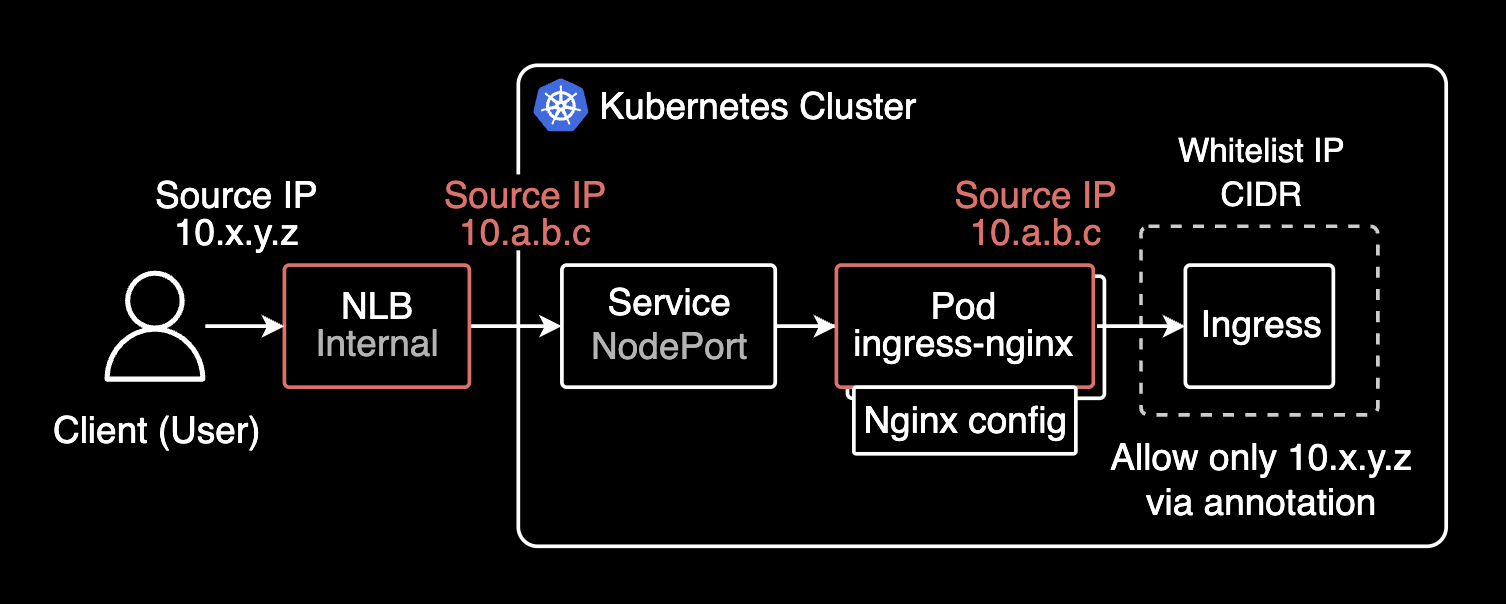 Kubernetes Cluster
Whitelist IP
CIDR
Source IP
10.x.y.z
Source IP
10.a.b.c
Source IP
10.a.b.c
NLB
Internal
Service
NodePort
Pod
ingress-nginx
Nginx config
Ingress
Client (User)
Allow only 10.x.y.z
via annotation